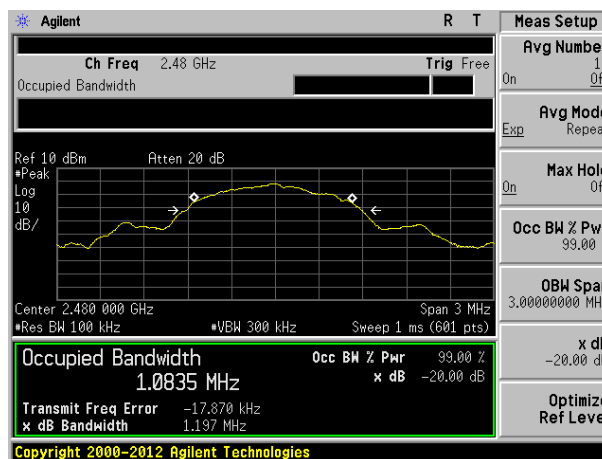 Agilent R T
Meas Setup
Ch Freq 2.48 GHz Trig Free
Occupied Bandwidth
Ref 10 dBm Atten 20 dB
#Peak
Log
10
dB/
Center 2.480 000 GHz Span 3 MHz
#Res BW 100 kHz #VBW 300 kHz Sweep 1 ms (601 pts)
Occupied Bandwidth Occ BW % Pwr 99.00 %
1.0835 MHz x dB -20.00 dB
Transmit Freq Error -17.870 kHz
x dB Bandwidth 1.197 MHz
Avg Numbe
1
On Of
Avg Mod
Exp Repea
Max Hol
On Of
Occ BW % Pw
99.00
OBW Spa
3.00000000 MH
x d
-20.00 d
Optimiz
Ref Leve
Copyright 2000-2012 Agilent Technologies